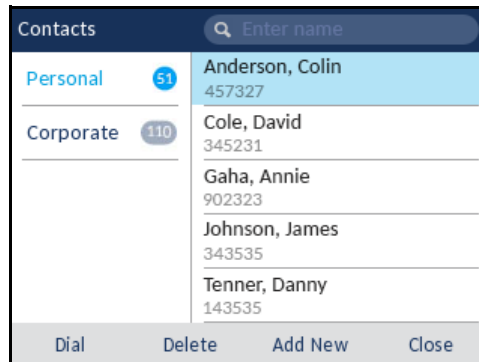 Contacts
Enter name
Personal 51
Corporate 110
Anderson, Colin
457327
Cole, David
345231
Gaha, Annie
902323
Johnson, James
343535
Tenner, Danny
143535
Dial Delete Add New Close